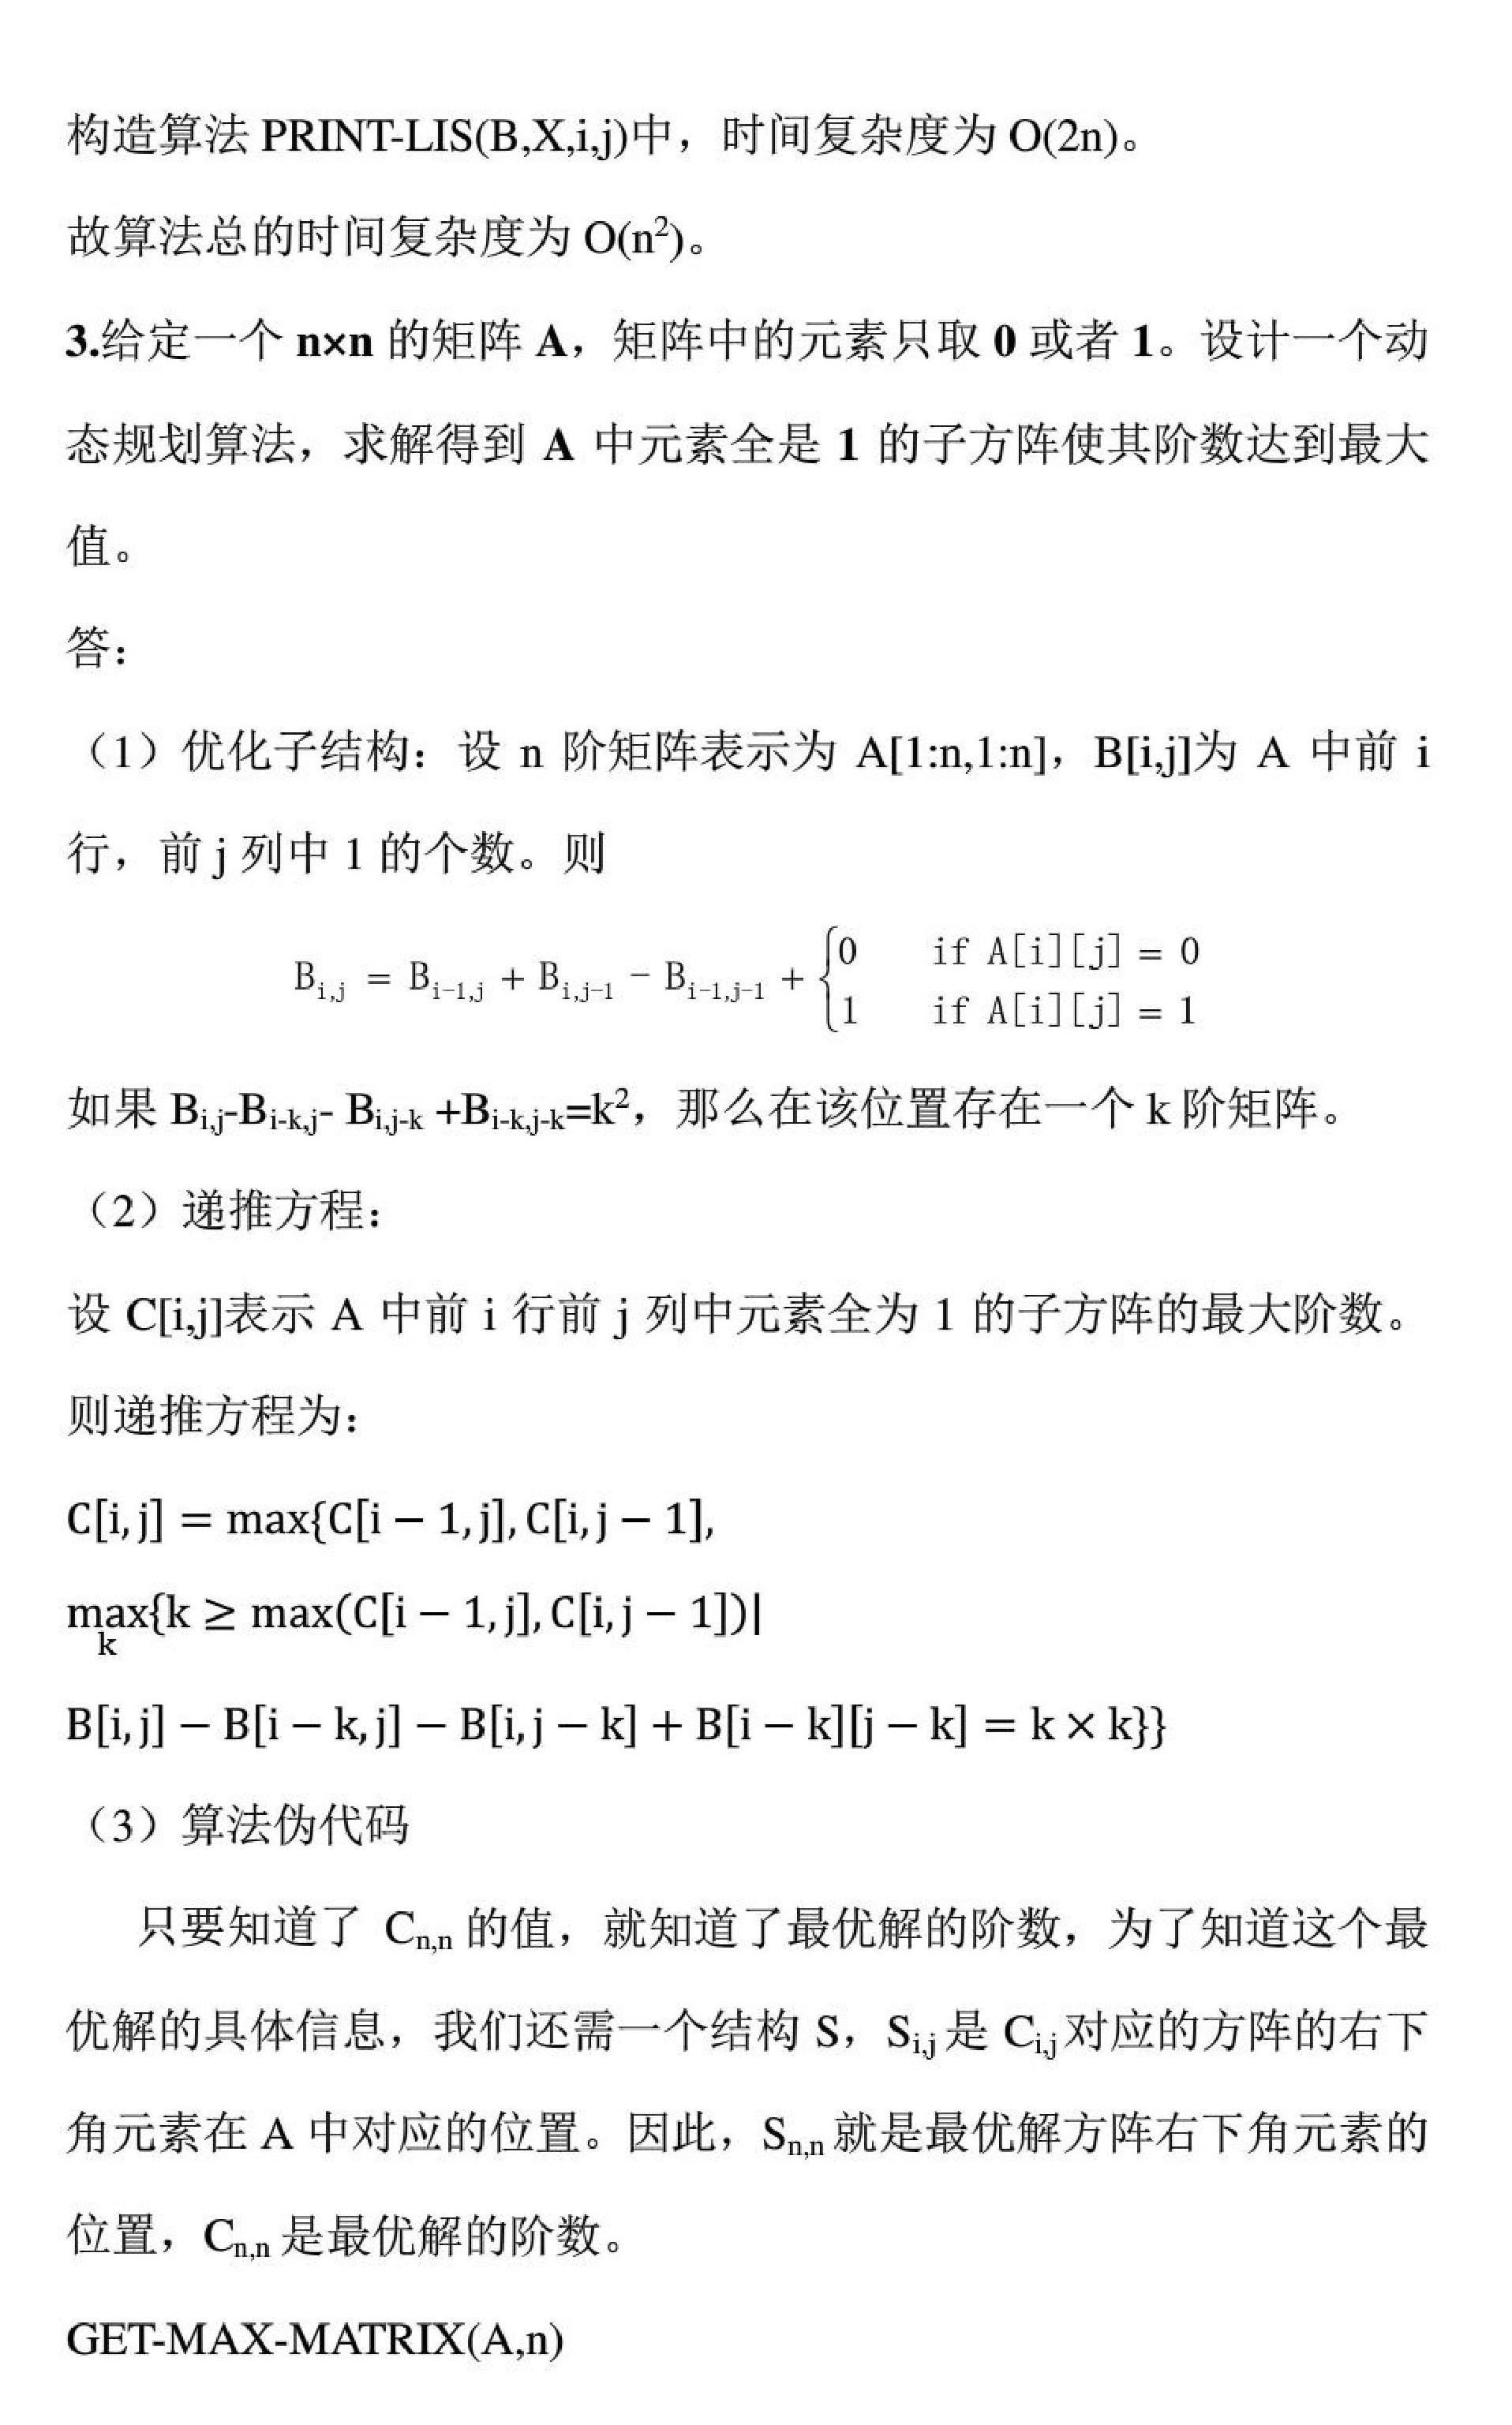 构造算法 PRINT-LIS(B,X,i,j)中，时间复杂度为 O(2n)。
故算法总的时间复杂度为 O(n²)。
3.给定一个 n×n 的矩阵 A，矩阵中的元素只取 0 或者 1。设计一个动
态规划算法，求解得到 A 中元素全是 1 的子方阵使其阶数达到最大
值。
答：
（1）优化子结构：设 n 阶矩阵表示为 A[1:n,1:n]，B[i,j]为 A 中前 i
行，前 j 列中 1 的个数。则
B_{i,j} = B_{i-1,j} + B_{i,j-1} - B_{i-1,j-1} + {0 if A[i][j] = 0
1 if A[i][j] = 1
如果 B_{i,j}-B_{i-k,j}- B_{i,j-k} +B_{i-k,j-k}=k²，那么在该位置存在一个 k 阶矩阵。
（2）递推方程：
设 C[i,j]表示 A 中前 i 行前 j 列中元素全为 1 的子方阵的最大阶数。
则递推方程为：
C[i,j] = max{C[i − 1,j],C[i,j − 1],
max_k{k ≥ max(C[i − 1,j],C[i,j − 1])|
B[i,j] − B[i − k,j] − B[i,j − k] + B[i − k][j − k] = k × k}}
（3）算法伪代码
只要知道了 C_{n,n} 的值，就知道了最优解的阶数，为了知道这个最
优解的具体信息，我们还需一个结构 S，S_{i,j} 是 C_{i,j} 对应的方阵的右下
角元素在 A 中对应的位置。因此，S_{n,n} 就是最优解方阵右下角元素的
位置，C_{n,n} 是最优解的阶数。
GET-MAX-MATRIX(A,n)